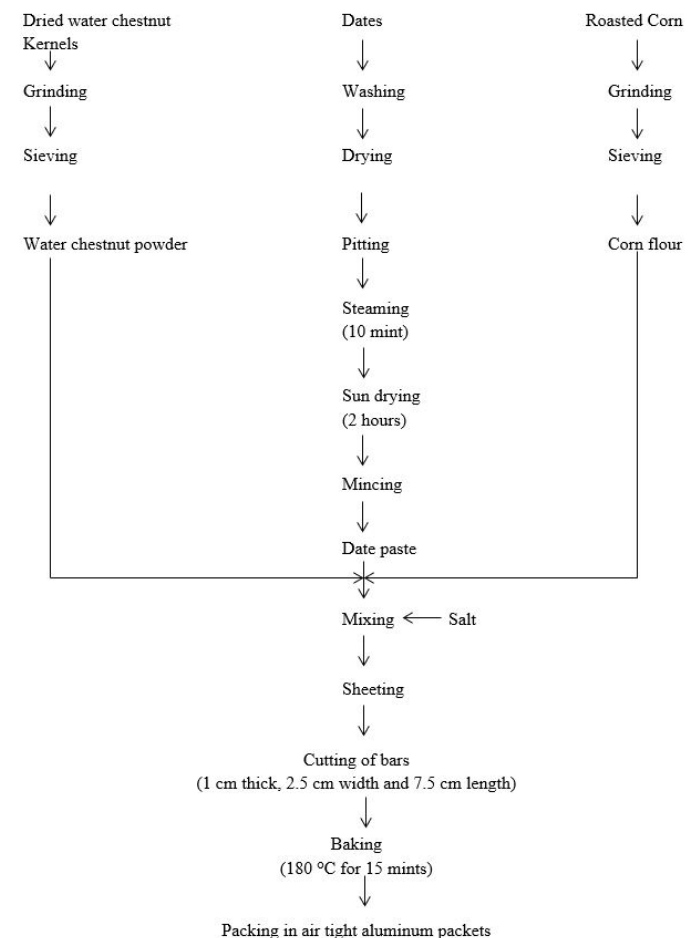 Dried water chestnut
Kernels
Grinding
Sieving
Water chestnut powder
Dates
Washing
Drying
Pitting
Steaming
(10 mint)
Sun drying
(2 hours)
Mincing
Date paste
Roasted Corn
Grinding
Sieving
Corn flour
Mixing
Salt
Sheeting
Cutting of bars
(1 cm thick, 2.5 cm width and 7.5 cm length)
Baking
(180 °C for 15 mints)
Packing in air tight aluminum packets